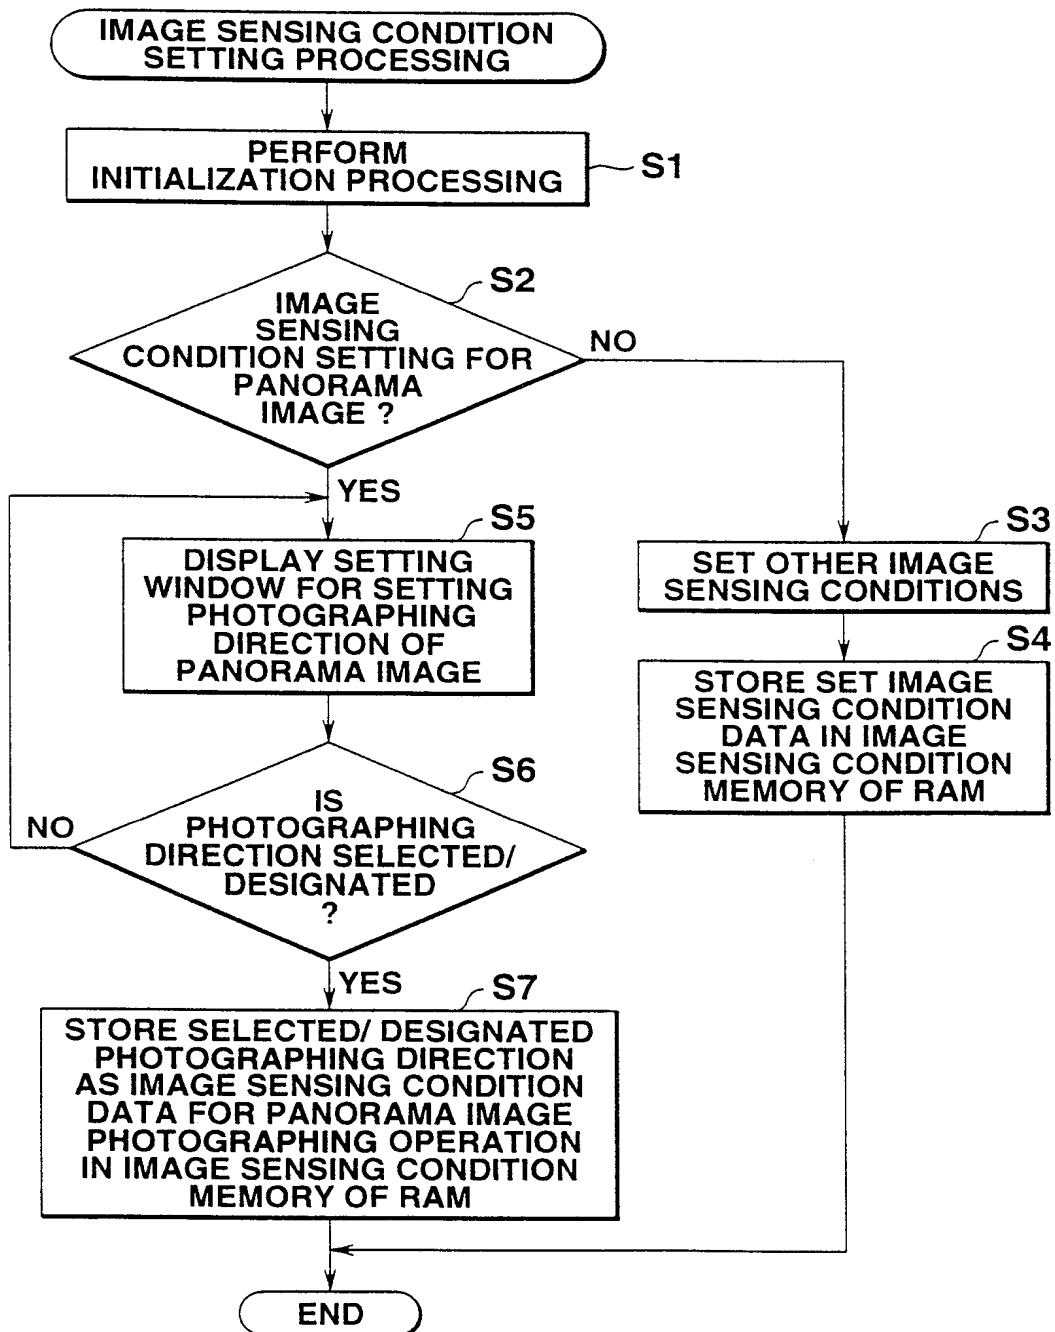 IMAGE SENSING CONDITION
SETTING PROCESSING
PERFORM
INITIALIZATION PROCESSING
S1
S2
IMAGE
SENSING
CONDITION SETTING FOR
PANORAMA
IMAGE ?
NO
YES
S5
DISPLAY SETTING
WINDOW FOR SETTING
PHOTOGRAPHING
DIRECTION OF
PANORAMA IMAGE
S3
SET OTHER IMAGE
SENSING CONDITIONS
S4
STORE SET IMAGE
SENSING CONDITION
DATA IN IMAGE
SENSING CONDITION
MEMORY OF RAM
S6
IS
PHOTOGRAPHING
DIRECTION SELECTED/
DESIGNATED
?
NO
YES
S7
STORE SELECTED/ DESIGNATED
PHOTOGRAPHING DIRECTION
AS IMAGE SENSING CONDITION
DATA FOR PANORAMA IMAGE
PHOTOGRAPHING OPERATION
IN IMAGE SENSING CONDITION
MEMORY OF RAM
END